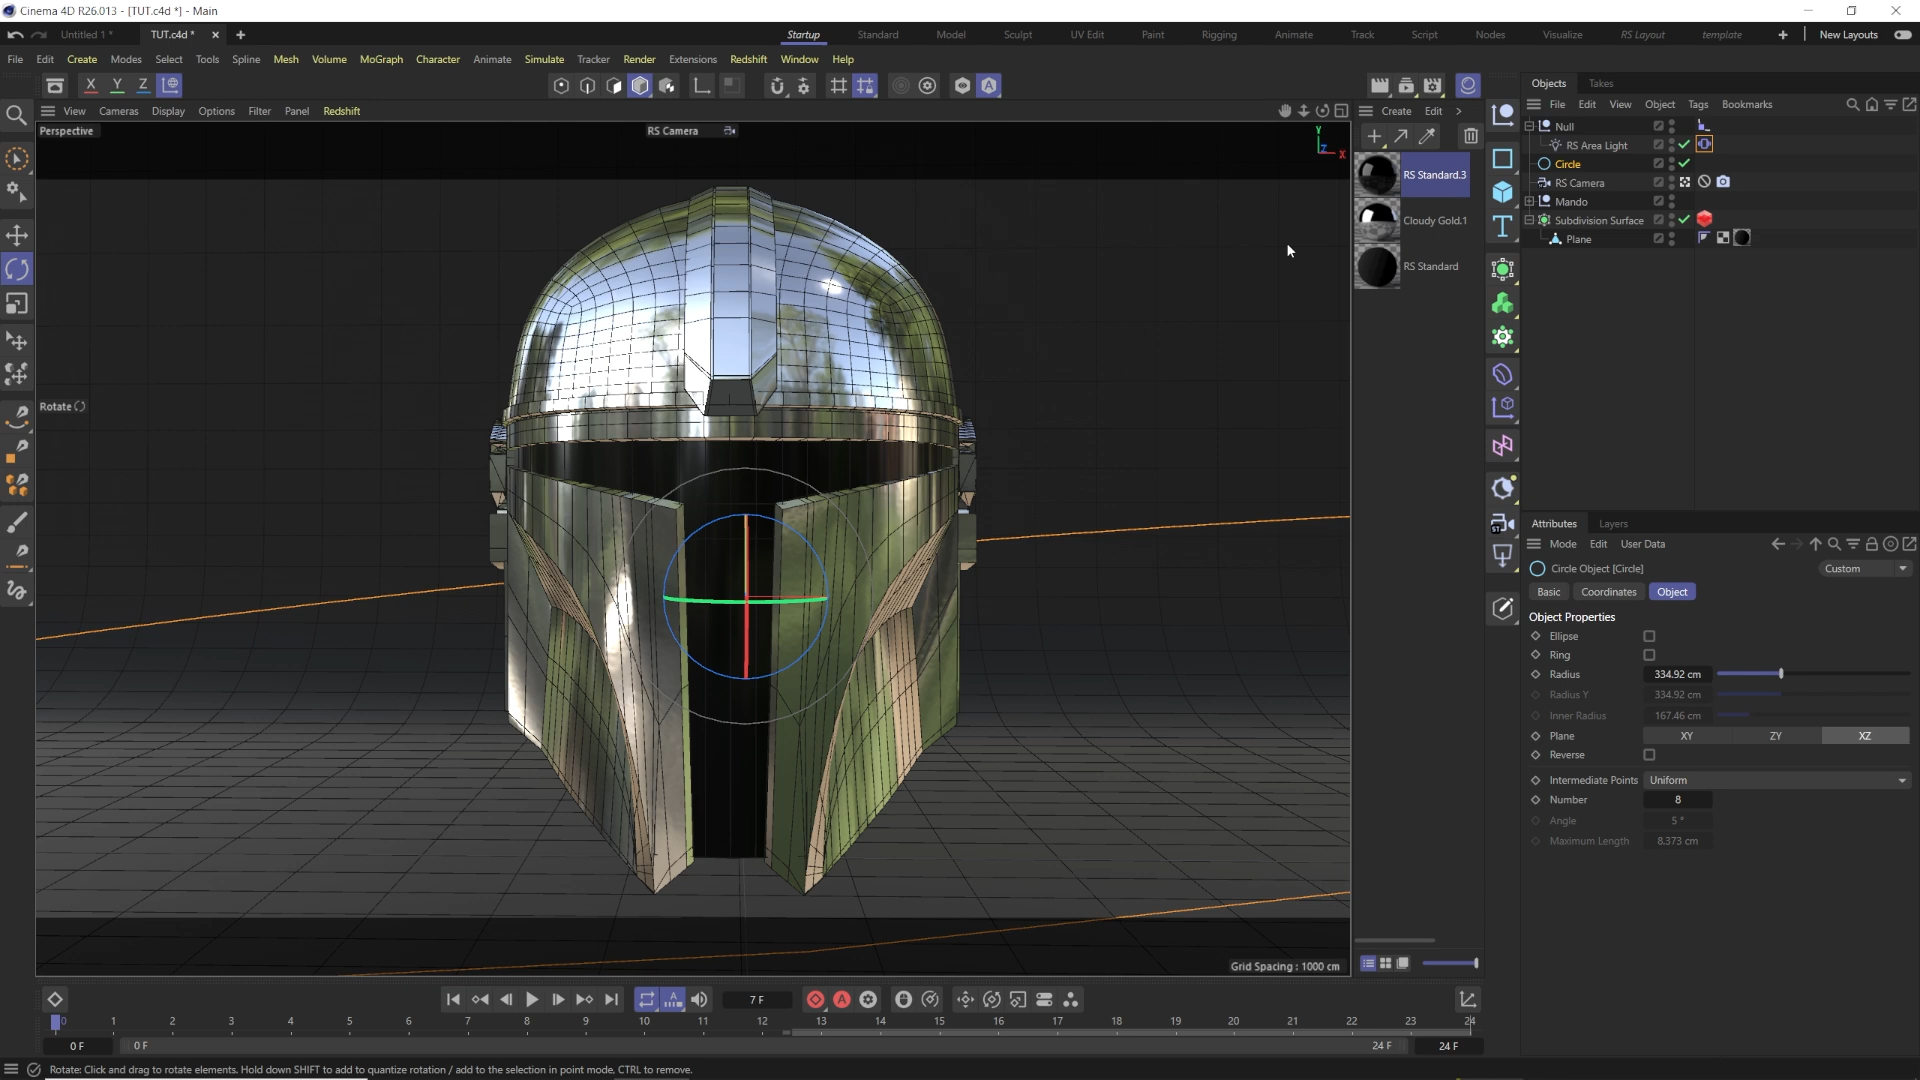 Cinema 4D R26.013 - [TUT.c4d *] - Main
Untitled 1 *
TUT.c4d *
Startup
Standard
Model
Sculpt
UV Edit
Paint
Rigging
Animate
Track
Script
Nodes
Visualize
RS Layout
template
New Layouts
File Edit Create Modes Select Tools Spline Mesh Volume MoGraph Character Animate Simulate Tracker Render Extensions Redshift Window Help
X Y Z
Objects Takes
View Cameras Display Options Filter Panel Redshift
Create Edit
File Edit View Object Tags Bookmarks
Perspective
RS Camera
Y
Z
X
Null
RS Area Light
Circle
RS Camera
Mando
Subdivision Surface
Plane
RS Standard.3
Cloudy Gold.1
RS Standard
Rotate
Attributes Layers
Mode Edit User Data
Circle Object [Circle]
Custom
Basic Coordinates Object
Object Properties
Ellipse
Ring
Radius 334.92 cm
Radius Y 334.92 cm
Inner Radius 167.46 cm
Plane XY ZY XZ
Reverse
Intermediate Points Uniform
Number 8
Angle 5 °
Maximum Length 8.373 cm
Grid Spacing : 1000 cm
7 F
A
0 1 2 3 4 5 6 7 8 9 10 11 12 13 14 15 16 17 18 19 20 21 22 23 24
0 F 0 F 24 F 24 F
Rotate: Click and drag to rotate elements. Hold down SHIFT to add to quantize rotation / add to the selection in point mode, CTRL to remove.